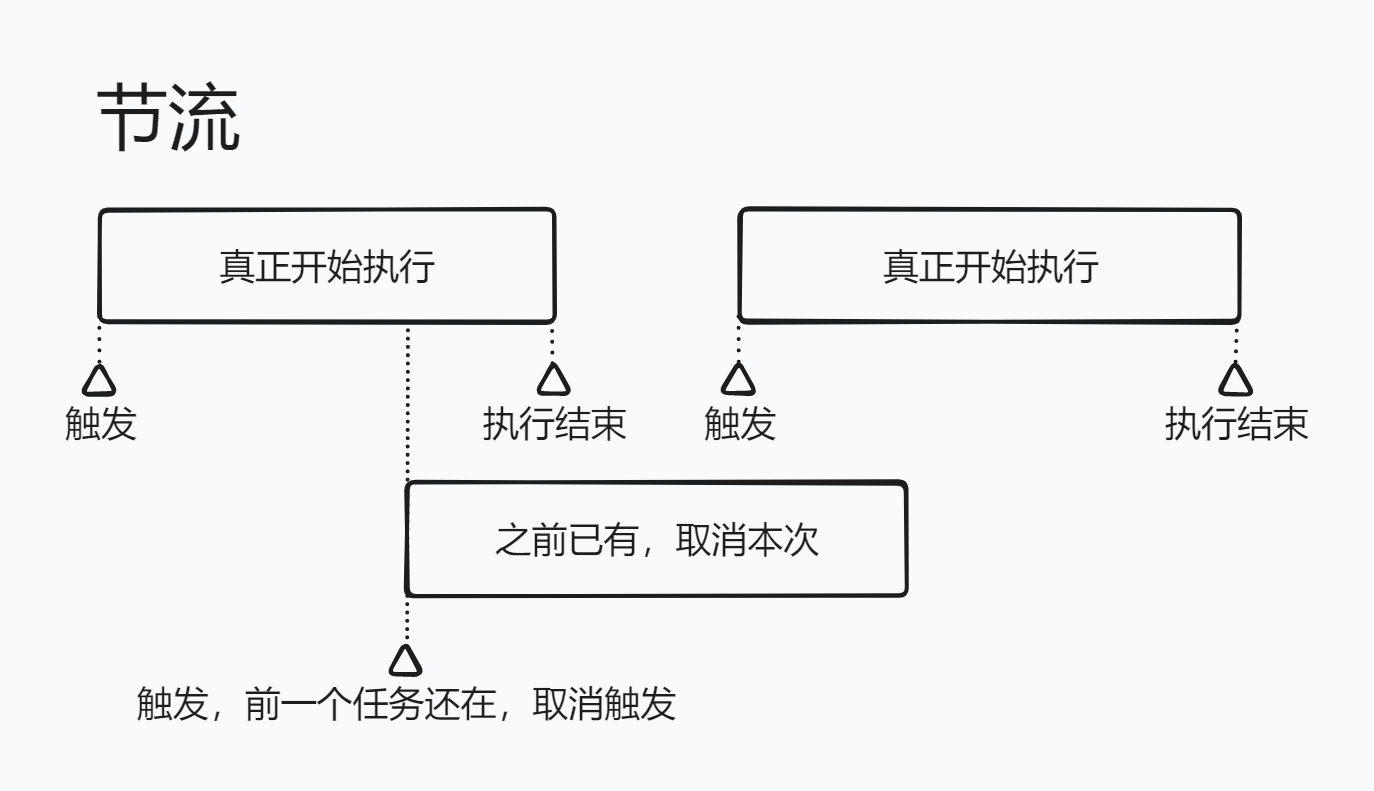 节流
真正开始执行
真正开始执行
触发
执行结束
触发
执行结束
之前已有，取消本次
触发，前一个任务还在，取消触发